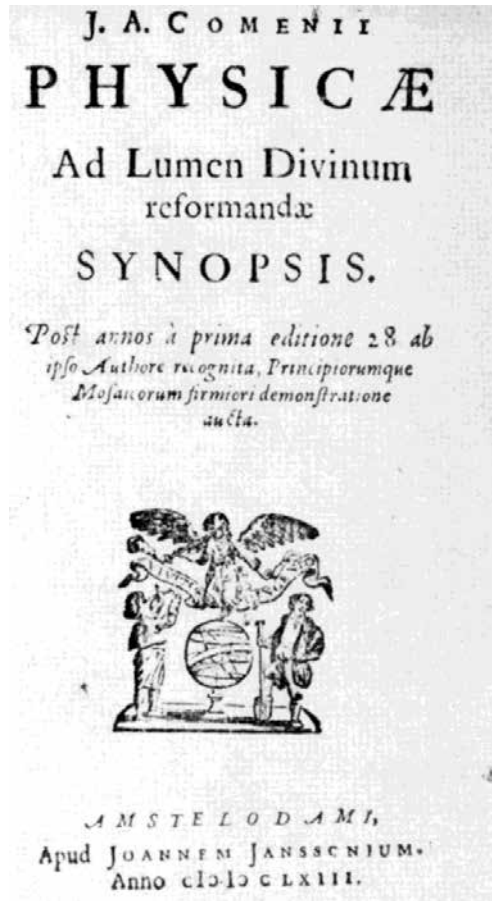 J. A. COMENII
PHYSICÆ
Ad Lumen Divinum
reformandæ
SYNOPSIS.
Post annos à prima editione 28 ab
ipso Authore recognita, Principiorumque
Mosaicorum firmiori demonstratione
aucta.
AMSTELODAMI,
Apud JOANNEM JANSSONIUM.
Anno cIↄ Iↄ CLXIII.